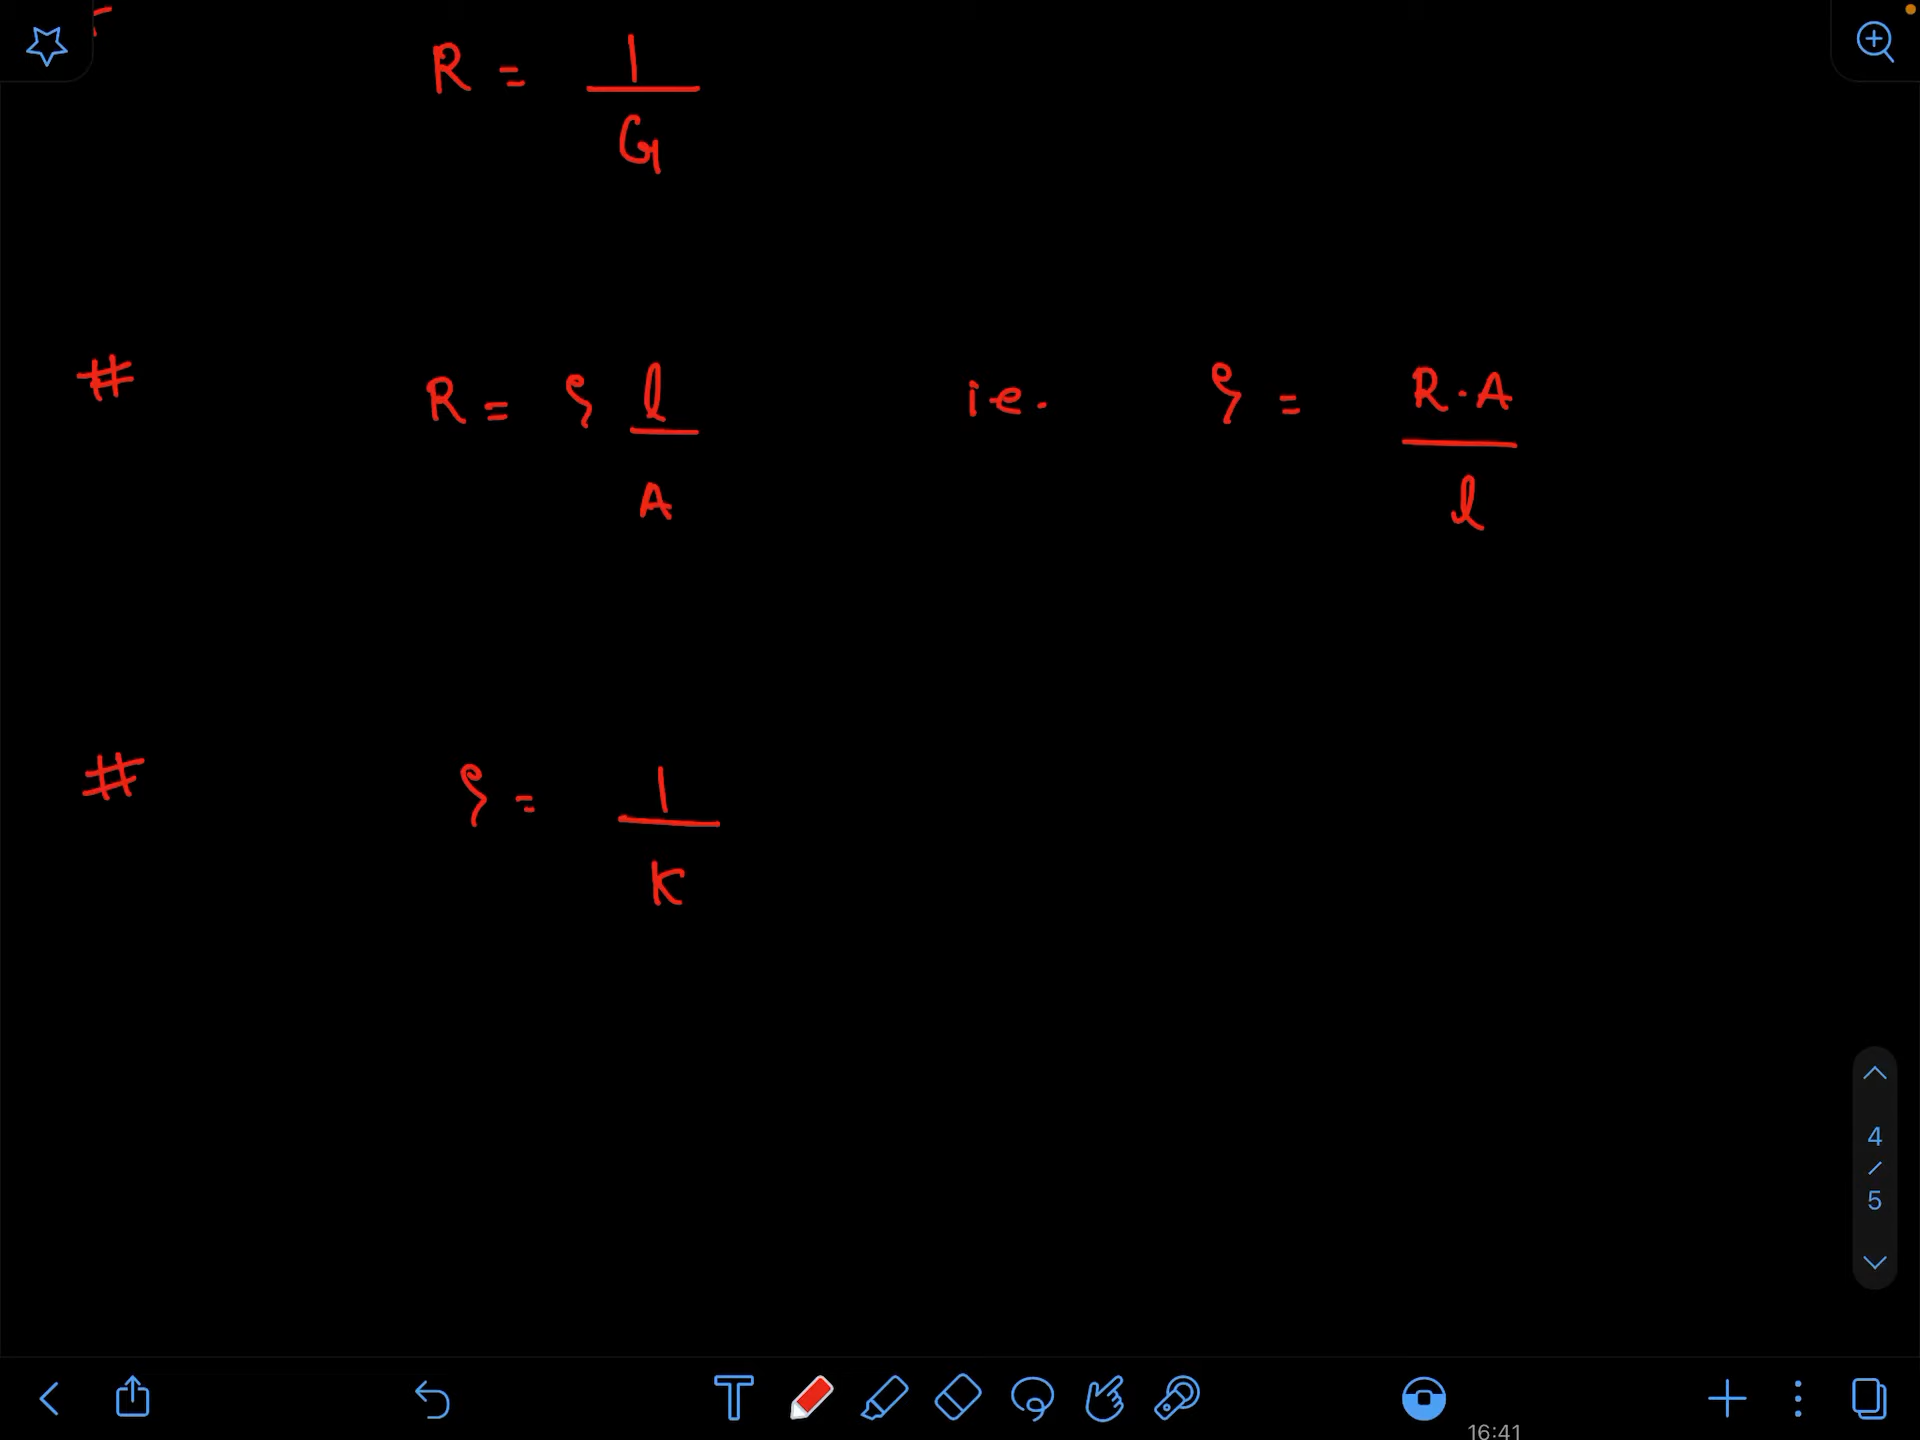 R = 1/G
# R = ρ l/A i.e. ρ = R·A/l
# ρ = 1/K
4
/
5
16:41